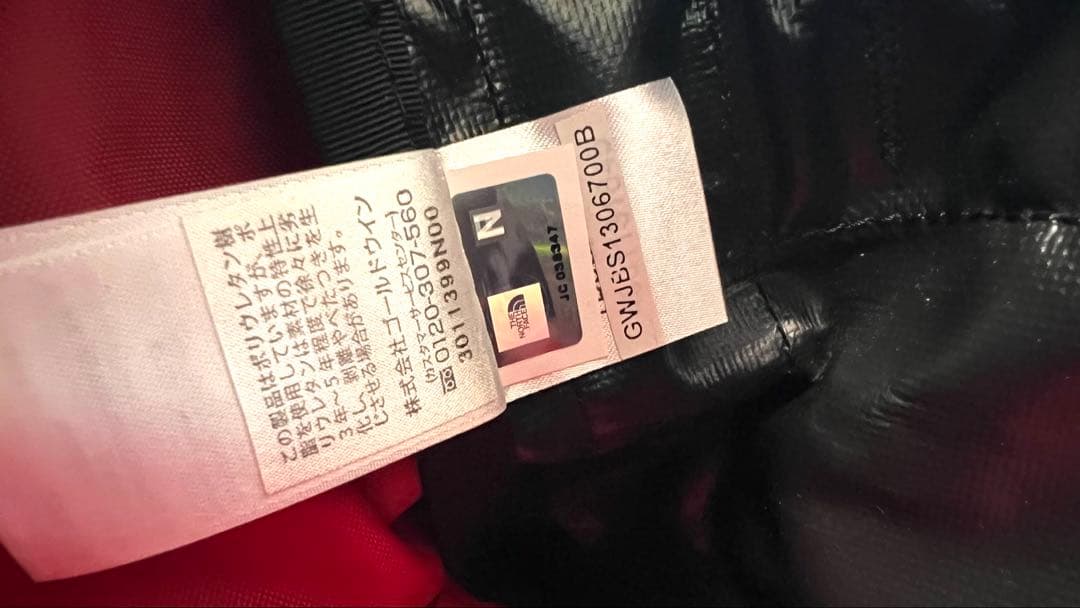 この製品はポリウレタン樹
脂を使用していますが、ポ
リウレタンは素材の特性上
3年～5年程度で徐々に劣
化し、剥離やべたつきを生
じさせる場合があります。
株式会社ゴールドウイン
(カスタマーサービスセンター)
0120-307-560
3011399N00
N
THE
NORTH
FACE
JC 038347
GWJBS1306700B